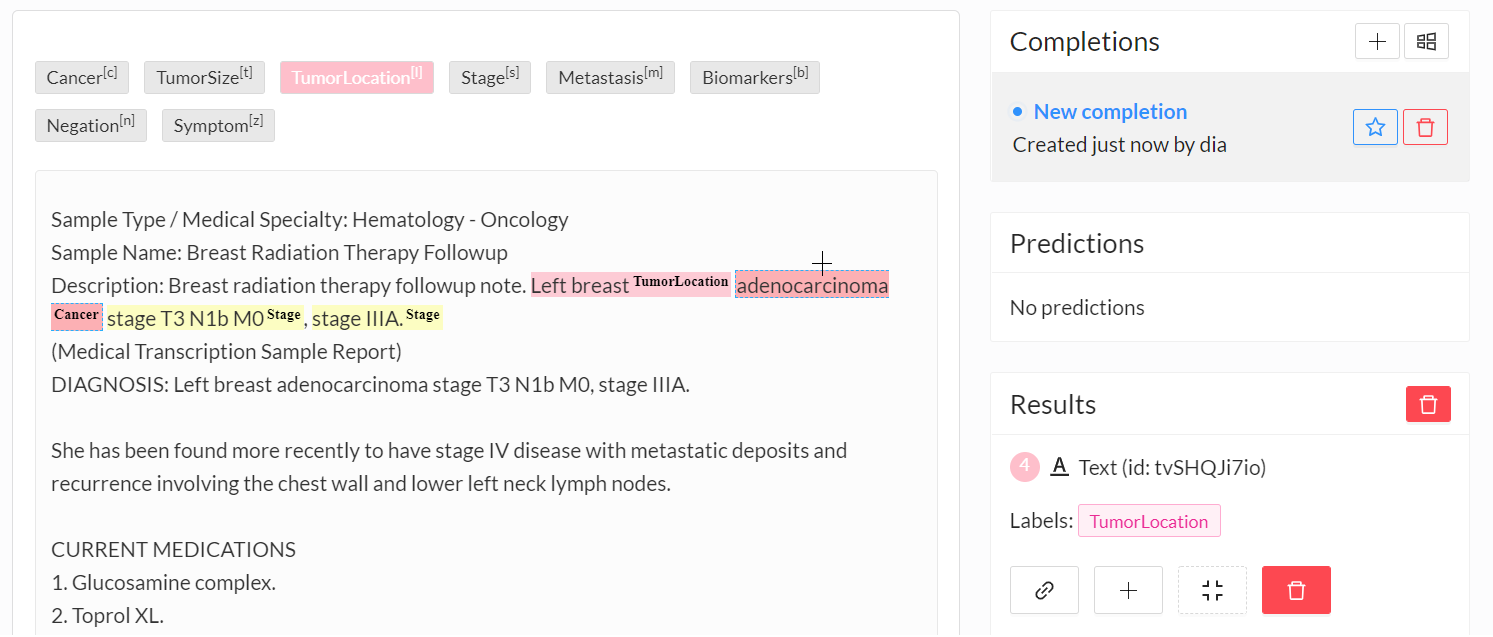 Cancer[c] TumorSize[t] TumorLocation[l] Stage[s] Metastasis[m] Biomarkers[b]
Negation[n] Symptom[z]
Sample Type / Medical Specialty: Hematology - Oncology
Sample Name: Breast Radiation Therapy Followup
Description: Breast radiation therapy followup note. Left breast TumorLocation adenocarcinoma
Cancer stage T3 N1b M0 Stage , stage IIIA. Stage
(Medical Transcription Sample Report)
DIAGNOSIS: Left breast adenocarcinoma stage T3 N1b M0, stage IIIA.
She has been found more recently to have stage IV disease with metastatic deposits and
recurrence involving the chest wall and lower left neck lymph nodes.
CURRENT MEDICATIONS
1. Glucosamine complex.
2. Toprol XL.
Completions
New completion
Created just now by dia
Predictions
No predictions
Results
4 A Text (id: tvSHQJi7io)
Labels: TumorLocation